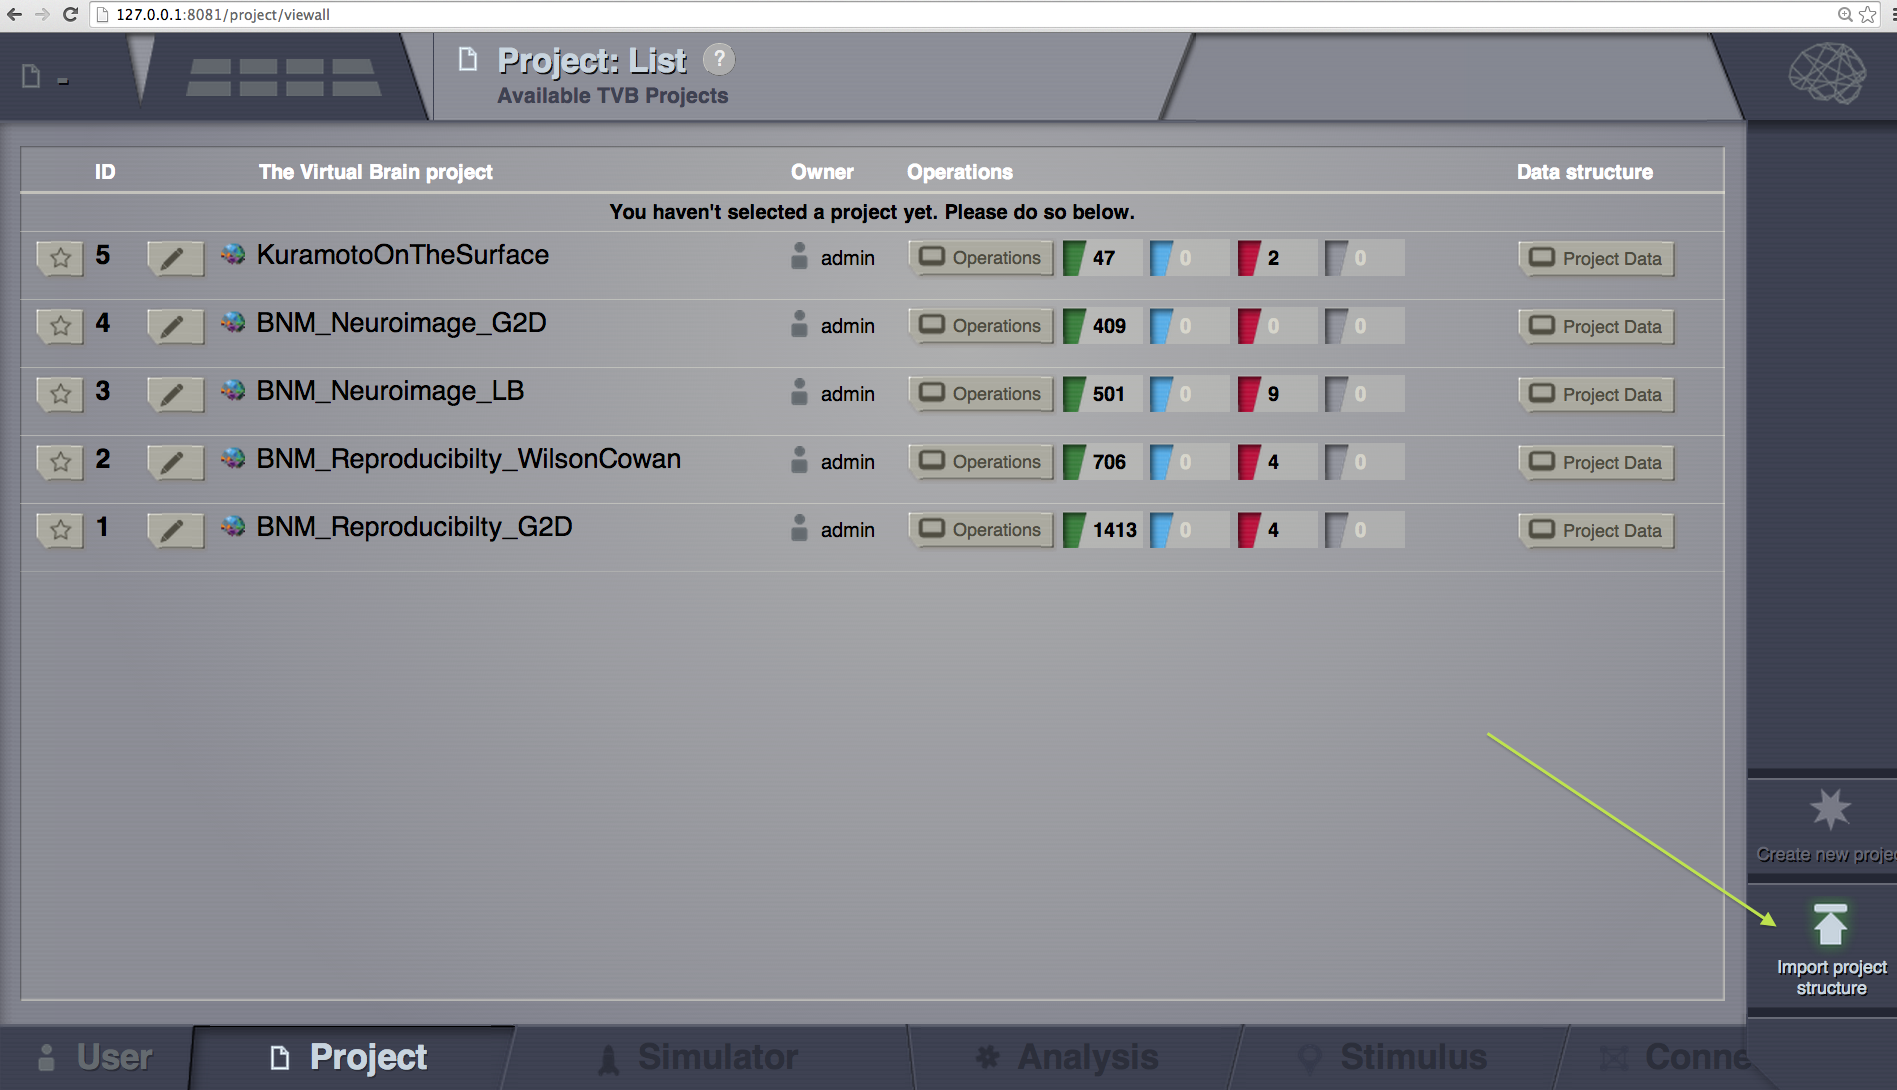 127.0.0.1:8081/project/viewall
-
Project: List ?
Available TVB Projects
ID The Virtual Brain project Owner Operations Data structure
You haven't selected a project yet. Please do so below.
5 KuramotoOnTheSurface admin Operations 47 0 2 0 Project Data
4 BNM_Neuroimage_G2D admin Operations 409 0 0 0 Project Data
3 BNM_Neuroimage_LB admin Operations 501 0 9 0 Project Data
2 BNM_Reproducibilty_WilsonCowan admin Operations 706 0 4 0 Project Data
1 BNM_Reproducibilty_G2D admin Operations 1413 0 4 0 Project Data
Create new projec
Import project
structure
User Project Simulator Analysis Stimulus Conne